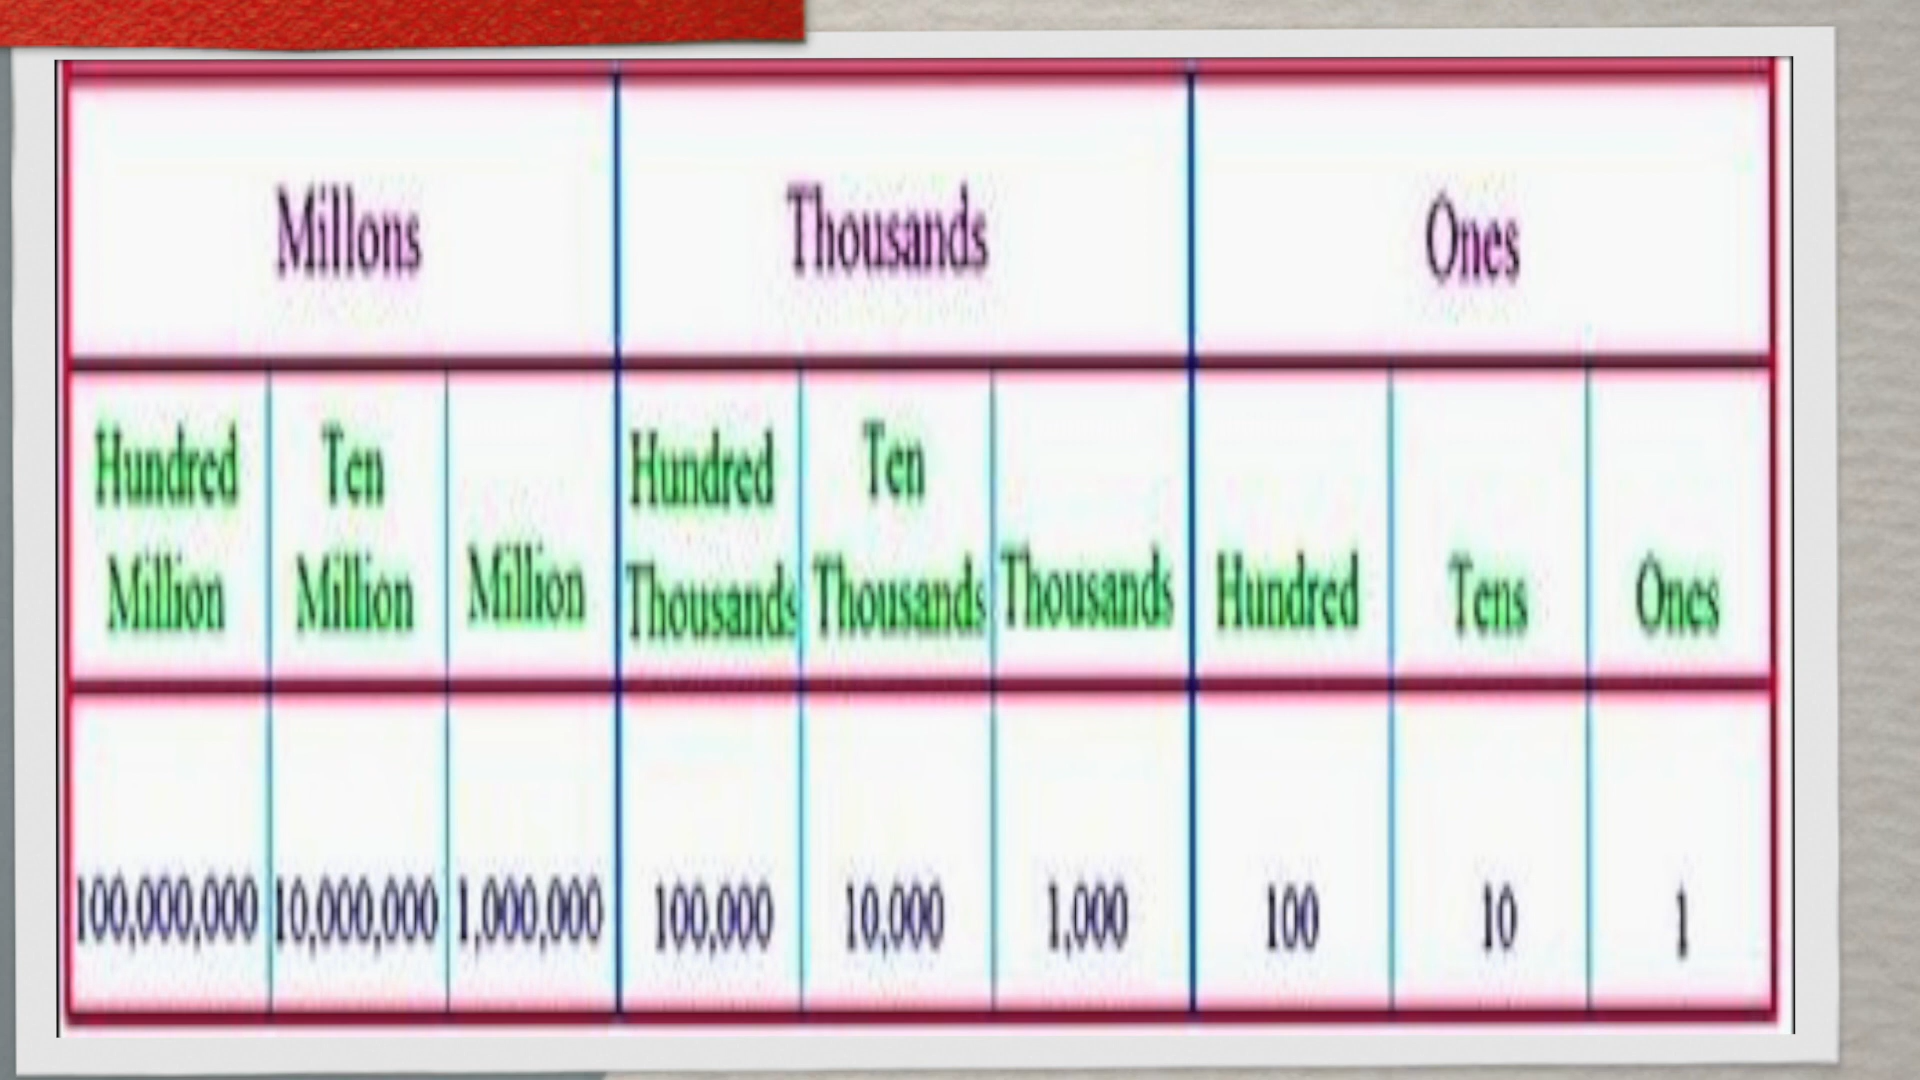 Millons Thousands Ones
Hundred Ten Hundred Ten
Million Million Million Thousands Thousands Thousands Hundred Tens Ones
100,000,000 10,000,000 1,000,000 100,000 10,000 1,000 100 10 1